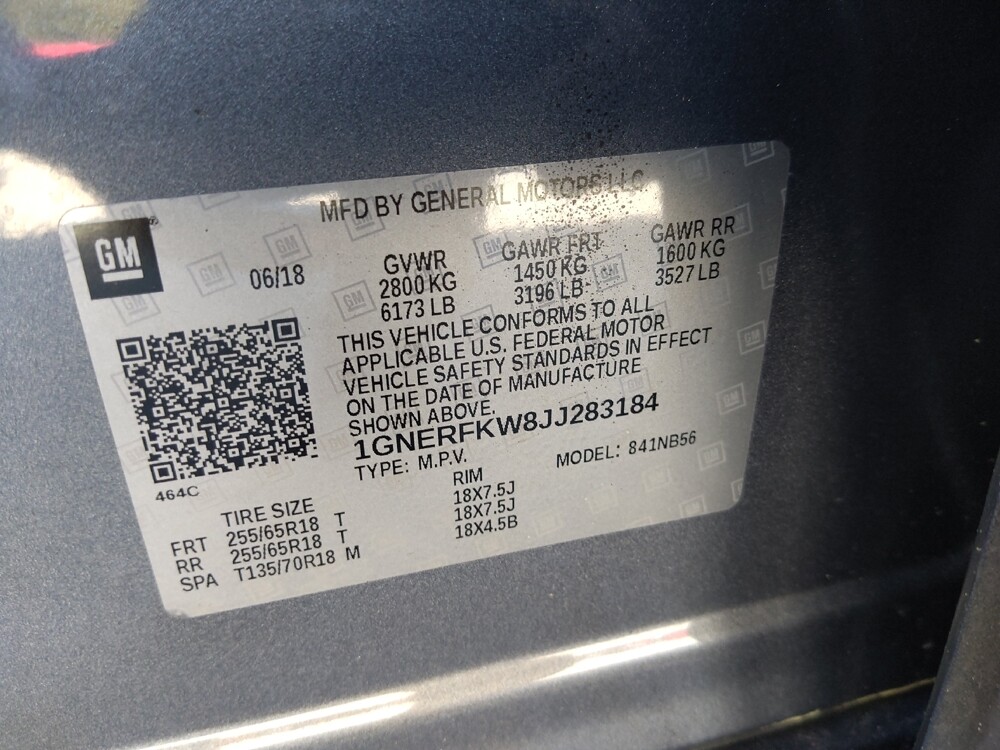 MFD BY GENERAL MOTORS LLC
GM
06/18
GVWR GAWR FRT GAWR RR
2800 KG 1450 KG 1600 KG
6173 LB 3196 LB 3527 LB
THIS VEHICLE CONFORMS TO ALL
APPLICABLE U.S. FEDERAL MOTOR
VEHICLE SAFETY STANDARDS IN EFFECT
ON THE DATE OF MANUFACTURE
SHOWN ABOVE.
1GNERFKW8JJ283184
TYPE: M.P.V. MODEL: 841NB56
464C
TIRE SIZE RIM
FRT 255/65R18 T 18X7.5J
RR 255/65R18 T 18X7.5J
SPA T135/70R18 M 18X4.5B